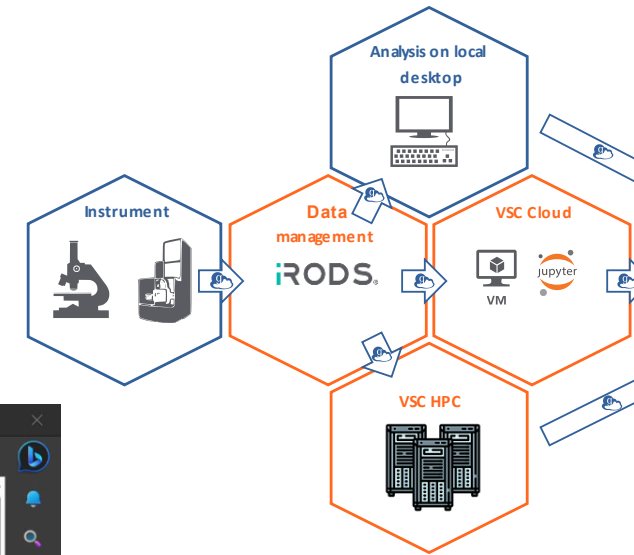 Analysis on local
desktop
Instrument
Data
management
iRODS
VSC Cloud
VM
jupyter
VSC HPC
g
g
g
g
g
g
g
b